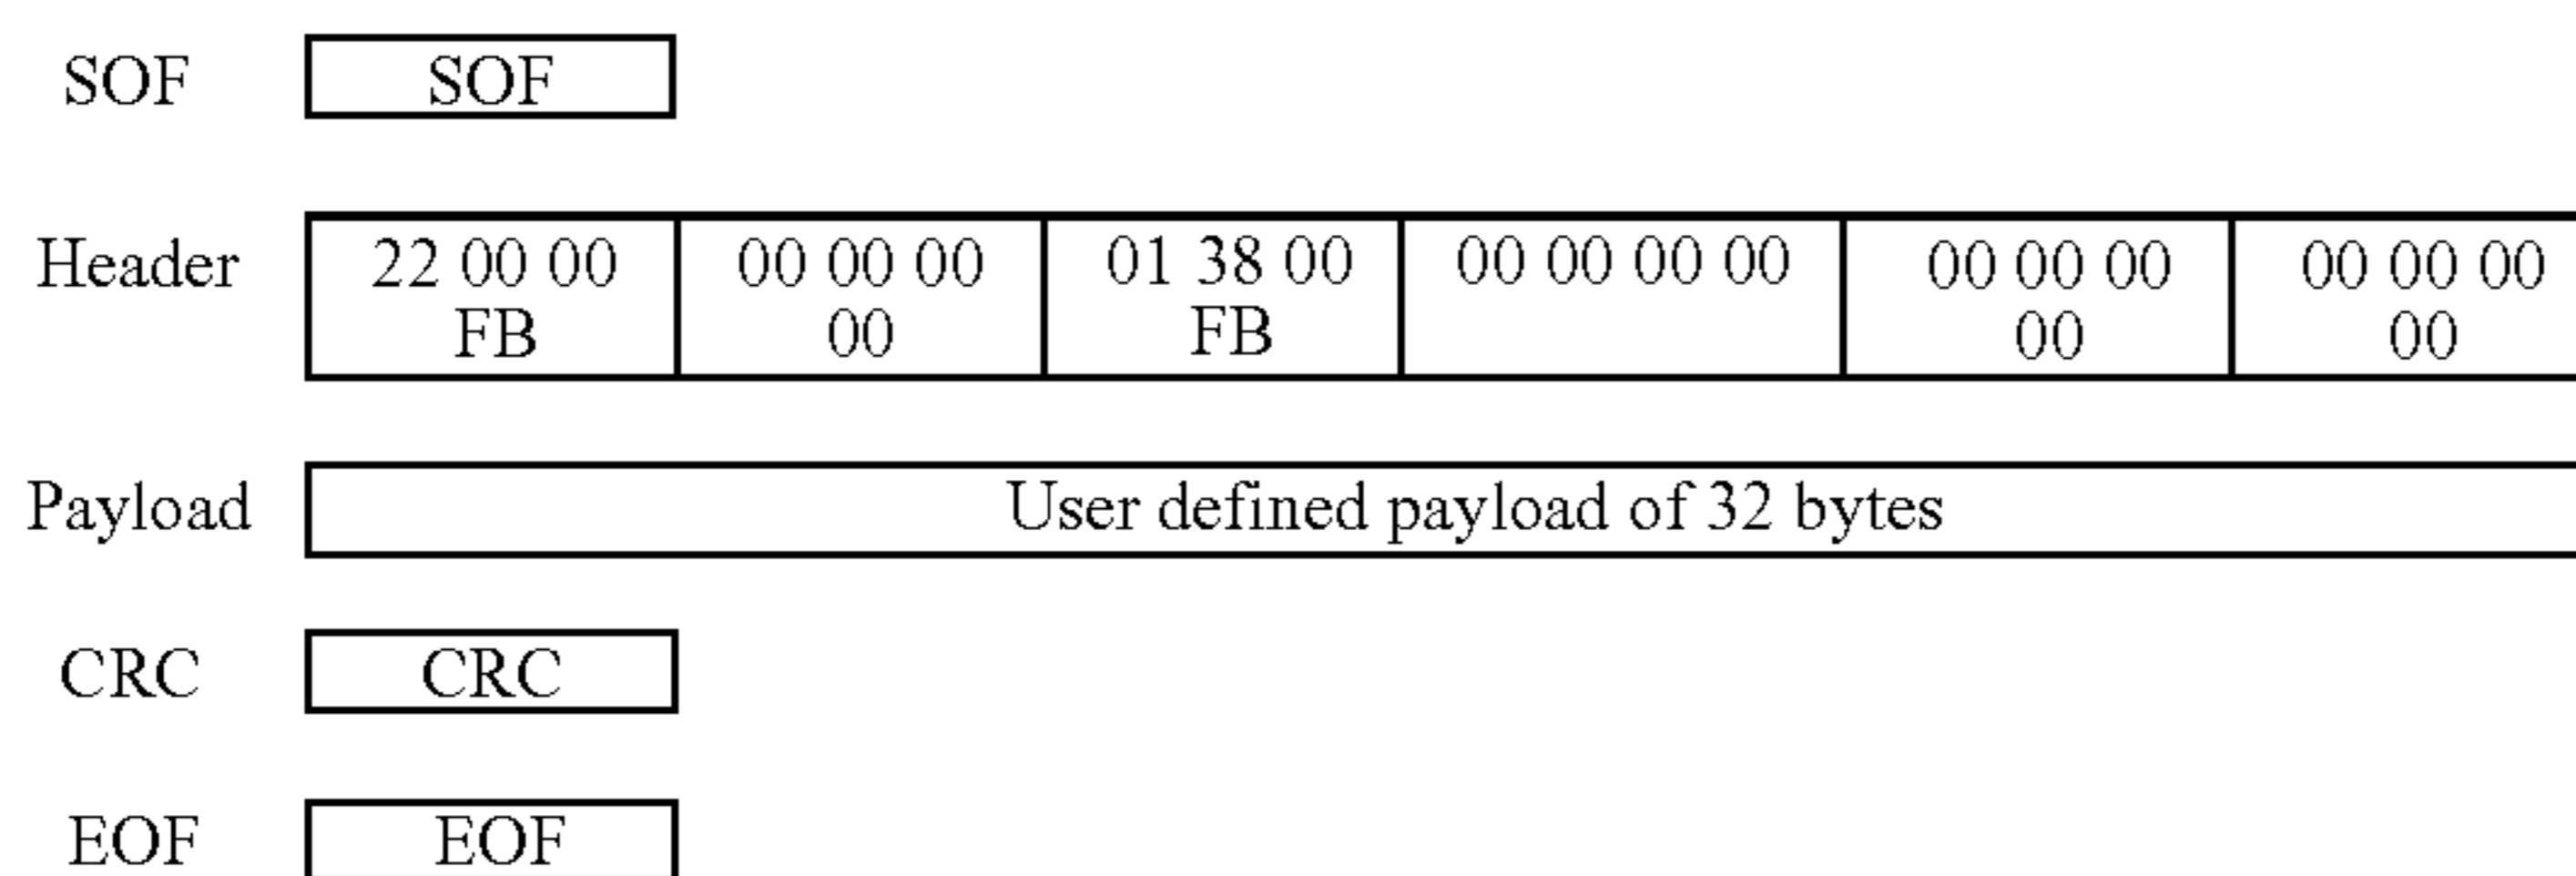 SOF SOF
Header 22 00 00 00 00 00 01 38 00 00 00 00 00 00 00 00 00 00 00
FB 00 FB 00 00
Payload User defined payload of 32 bytes
CRC CRC
EOF EOF